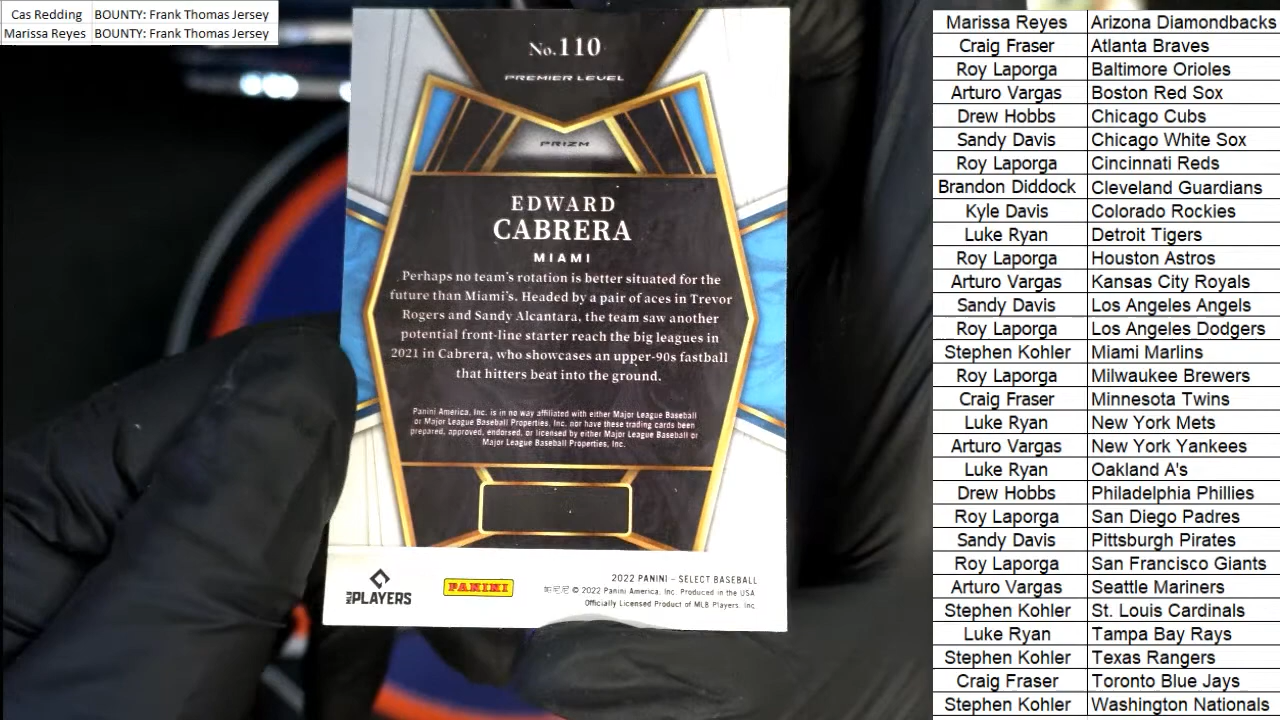 Cas Redding BOUNTY: Frank Thomas Jersey
Marissa Reyes BOUNTY: Frank Thomas Jersey
No.110
PREMIER LEVEL
PRIZM
EDWARD
CABRERA
MIAMI
Perhaps no team's rotation is better situated for the
future than Miami's. Headed by a pair of aces in Trevor
Rogers and Sandy Alcantara, the team saw another
potential front-line starter reach the big leagues in
2021 in Cabrera, who showcases an upper-90s fastball
that hitters beat into the ground.
Panini America, Inc. is in no way affiliated with either Major League Baseball
or Major League Baseball Properties, Inc. nor have these trading cards been
prepared, approved, endorsed, or licensed by either Major League Baseball or
Major League Baseball Properties, Inc.
MLB PLAYERS
PANINI
2022 PANINI - SELECT BASEBALL
© 2022 Panini America, Inc. Produced in the USA
Officially Licensed Product of MLB Players, Inc.
Marissa Reyes Arizona Diamondbacks
Craig Fraser Atlanta Braves
Roy Laporga Baltimore Orioles
Arturo Vargas Boston Red Sox
Drew Hobbs Chicago Cubs
Sandy Davis Chicago White Sox
Roy Laporga Cincinnati Reds
Brandon Diddock Cleveland Guardians
Kyle Davis Colorado Rockies
Luke Ryan Detroit Tigers
Roy Laporga Houston Astros
Arturo Vargas Kansas City Royals
Sandy Davis Los Angeles Angels
Roy Laporga Los Angeles Dodgers
Stephen Kohler Miami Marlins
Roy Laporga Milwaukee Brewers
Craig Fraser Minnesota Twins
Luke Ryan New York Mets
Arturo Vargas New York Yankees
Luke Ryan Oakland A's
Drew Hobbs Philadelphia Phillies
Roy Laporga San Diego Padres
Sandy Davis Pittsburgh Pirates
Roy Laporga San Francisco Giants
Arturo Vargas Seattle Mariners
Stephen Kohler St. Louis Cardinals
Luke Ryan Tampa Bay Rays
Stephen Kohler Texas Rangers
Craig Fraser Toronto Blue Jays
Stephen Kohler Washington Nationals